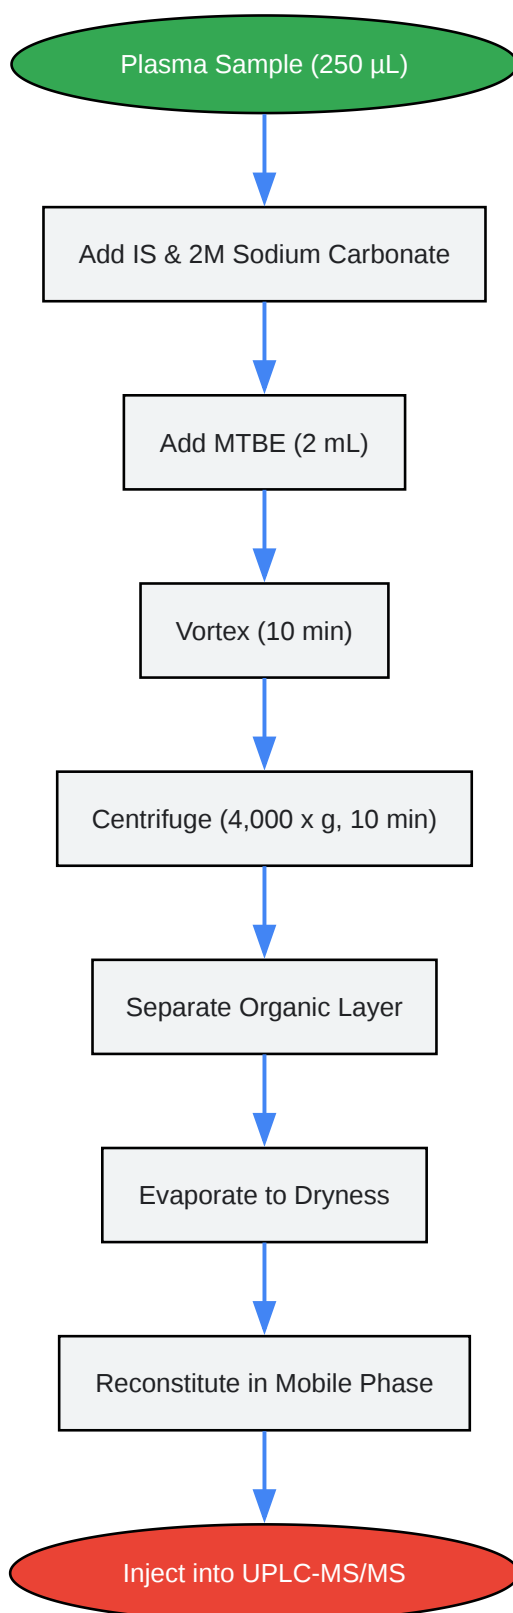 Plasma Sample (250 µL)
Add IS & 2M Sodium Carbonate
Add MTBE (2 mL)
Vortex (10 min)
Centrifuge (4,000 x g, 10 min)
Separate Organic Layer
Evaporate to Dryness
Reconstitute in Mobile Phase
Inject into UPLC-MS/MS